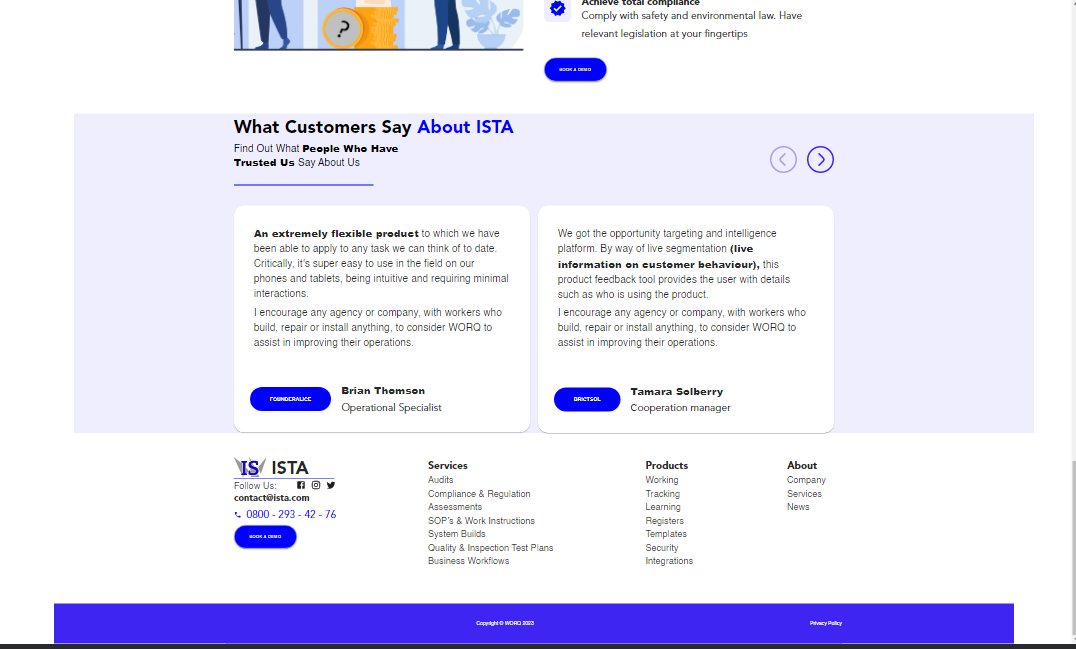 Achieve total compliance
Comply with safety and environmental law. Have
relevant legislation at your fingertips
BOOK A DEMO
?
What Customers Say About ISTA
Find Out What People Who Have
Trusted Us Say About Us
An extremely flexible product to which we have
been able to apply to any task we can think of to date.
Critically, it's super easy to use in the field on our
phones and tablets, being intuitive and requiring minimal
interactions.
I encourage any agency or company, with workers who
build, repair or install anything, to consider WORQ to
assist in improving their operations.
FOUNDERALICE
Brian Thomson
Operational Specialist
We got the opportunity targeting and intelligence
platform. By way of live segmentation (live
information on customer behaviour), this
product feedback tool provides the user with details
such as who is using the product.
I encourage any agency or company, with workers who
build, repair or install anything, to consider WORQ to
assist in improving their operations.
BRICTSOL
Tamara Solberry
Cooperation manager
IS ISTA
Follow Us:
contact@ista.com
0800 - 293 - 42 - 76
BOOK A DEMO
Services
Audits
Compliance & Regulation
Assessments
SOP's & Work Instructions
System Builds
Quality & Inspection Test Plans
Business Workflows
Products
Working
Tracking
Learning
Registers
Templates
Security
Integrations
About
Company
Services
News
Copyright © WORQ 2023
Privacy Policy